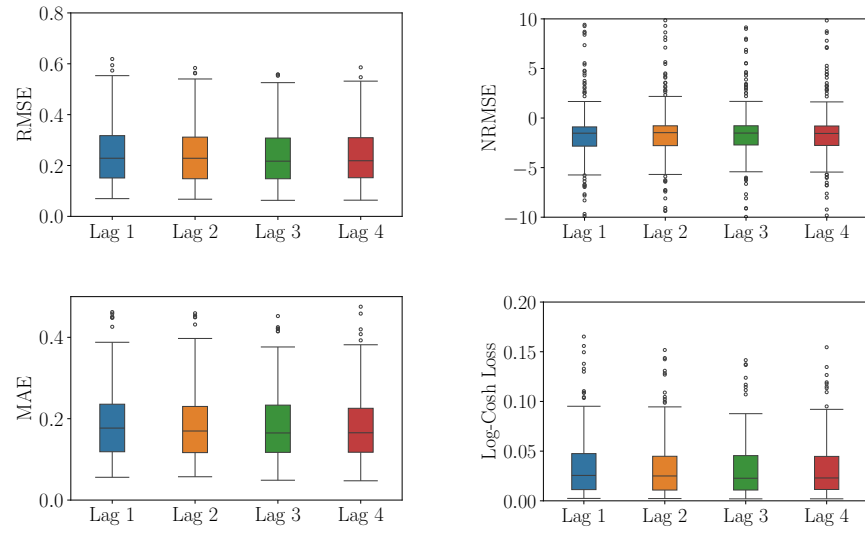 RMSE
0.8
0.6
0.4
0.2
0.0
Lag 1 Lag 2 Lag 3 Lag 4
NRMSE
10
5
0
−5
−10
Lag 1 Lag 2 Lag 3 Lag 4
MAE
0.4
0.2
0.0
Lag 1 Lag 2 Lag 3 Lag 4
Log-Cosh Loss
0.20
0.15
0.10
0.05
0.00
Lag 1 Lag 2 Lag 3 Lag 4